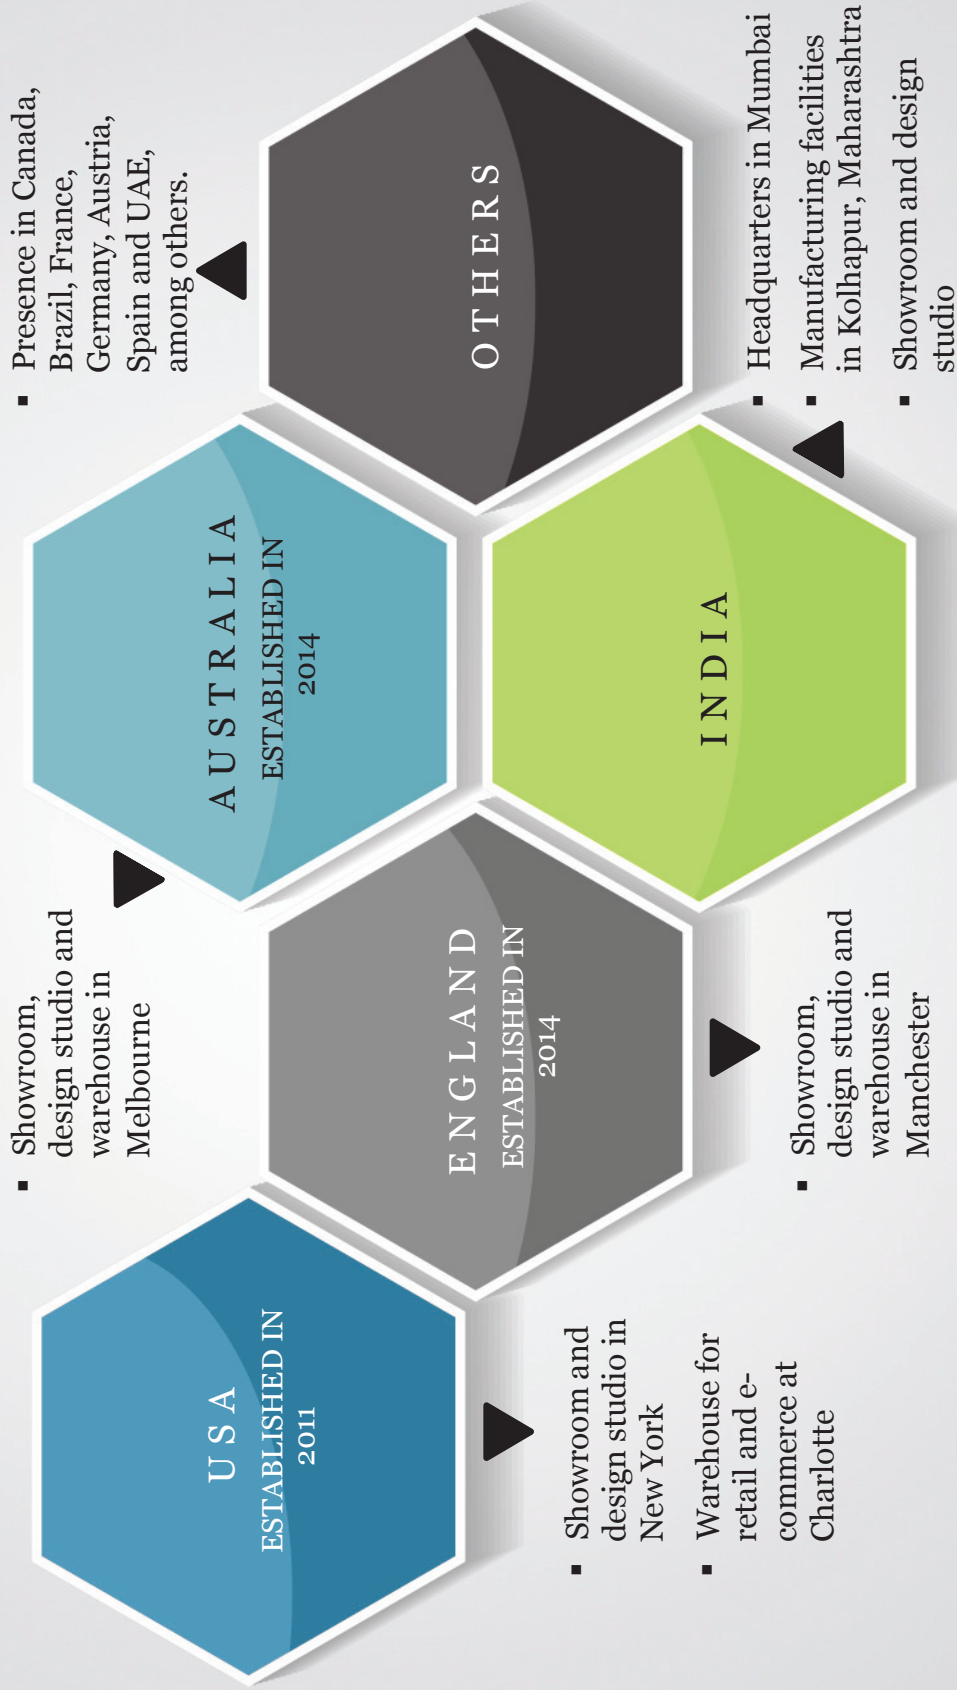 USA
ESTABLISHED IN
2011
▪ Showroom and
design studio in
New York
▪ Warehouse for
retail and e-
commerce at
Charlotte
▪ Showroom,
design studio and
warehouse in
Melbourne
ENGLAND
ESTABLISHED IN
2014
▪ Showroom,
design studio and
warehouse in
Manchester
AUSTRALIA
ESTABLISHED IN
2014
INDIA
▪ Presence in Canada,
Brazil, France,
Germany, Austria,
Spain and UAE,
among others.
OTHERS
▪ Headquarters in Mumbai
▪ Manufacturing facilities
in Kolhapur, Maharashtra
▪ Showroom and design
studio